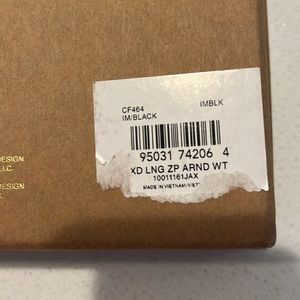 CF464 IMBLK
IM/BLACK
95031 74206 4
XD LNG ZP ARND WT
10011161JAX
MADE IN VIETNAM/VIET
DESIGN
LLC.
DESIGN